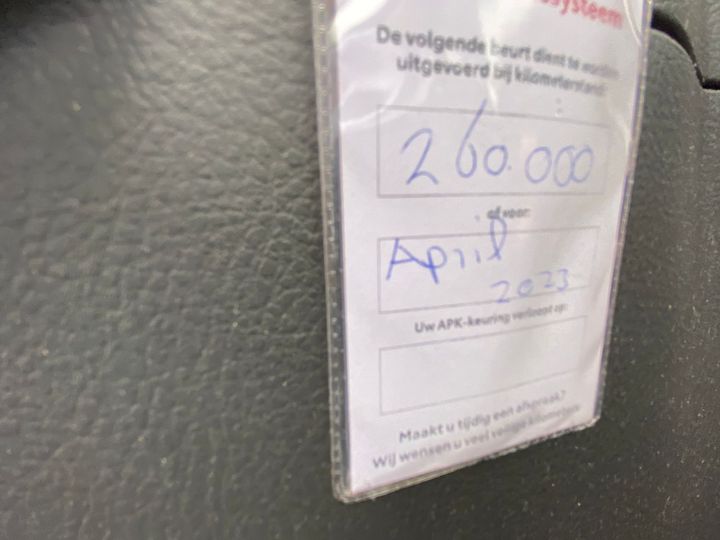 systeem
De volgende beurt dient te worden
uitgevoerd bij kilometerstand:
260.000
of voor:
April
2023
Uw APK-keuring verloopt op:
Maakt u tijdig een afspraak?
Wij wensen u veel veilige kilometers